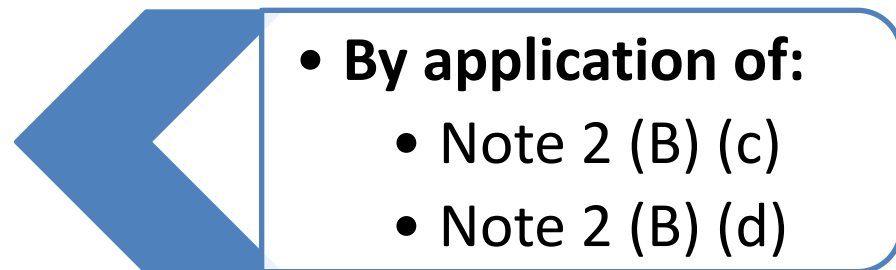 • By application of:
• Note 2 (B) (c)
• Note 2 (B) (d)